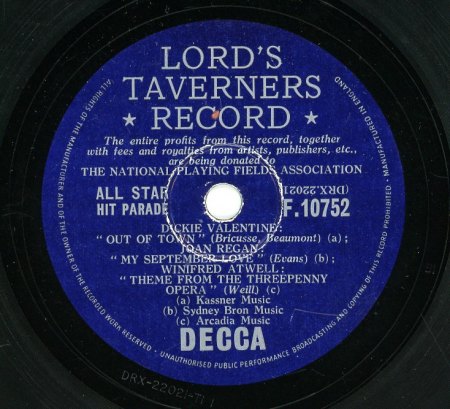 LORD'S
TAVERNERS
★ RECORD ★
The entire profits from this record, together
with fees and royalties from artists, publishers, etc.,
are being donated to
THE NATIONAL PLAYING FIELDS ASSOCIATION
ALL STAR
HIT PARADE
(DRX.22021)
F.10752
DICKIE VALENTINE:
"OUT OF TOWN" (Bricusse, Beaumont) (a);
JOAN REGAN:
"MY SEPTEMBER LOVE" (Evans) (b);
WINIFRED ATWELL:
"THEME FROM THE THREEPENNY
OPERA" (Weill) (c)
(a) Kassner Music
(b) Sydney Bron Music
(c) Arcadia Music
DECCA
ALL RIGHTS OF THE MANUFACTURER AND OF THE OWNER OF THE RECORDED WORK RESERVED · UNAUTHORISED PUBLIC PERFORMANCE BROADCASTING AND COPYING OF THIS RECORD PROHIBITED · MANUFACTURED IN ENGLAND
DRX-22021-T1